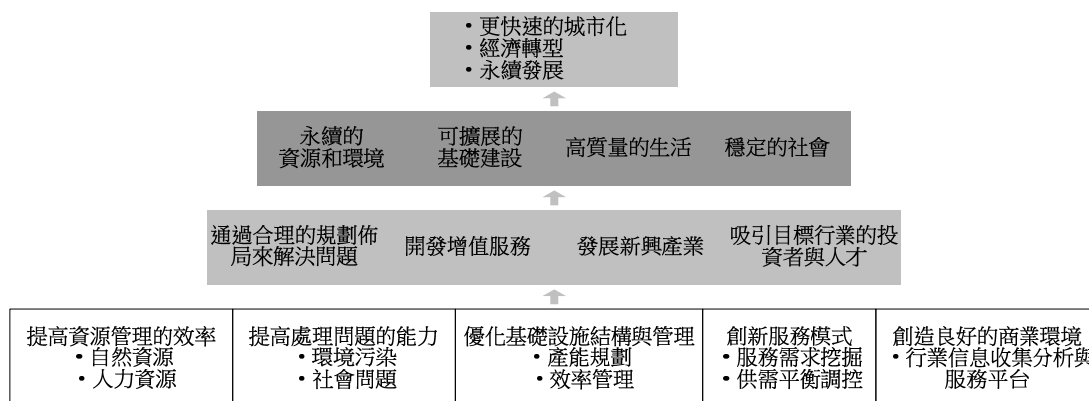 • 更快速的城市化
• 經濟轉型
• 永續發展
永續的
資源和環境
可擴展的
基礎建設
高質量的生活
穩定的社會
通過合理的規劃佈
局來解決問題
開發增值服務
發展新興產業
吸引目標行業的投
資者與人才
提高資源管理的效率
• 自然資源
• 人力資源
提高處理問題的能力
• 環境污染
• 社會問題
優化基礎設施結構與管理
• 產能規劃
• 效率管理
創新服務模式
• 服務需求挖掘
• 供需平衡調控
創造良好的商業環境
• 行業信息收集分析與
服務平台